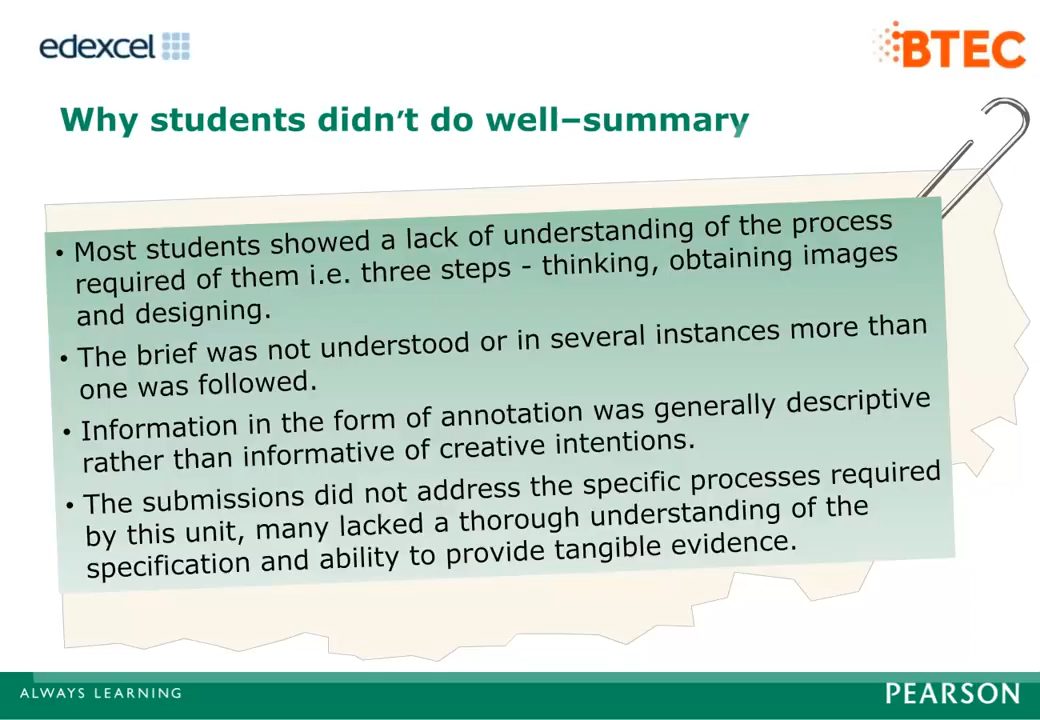 edexcel
BTEC
Why students didn't do well–summary
• Most students showed a lack of understanding of the process
required of them i.e. three steps - thinking, obtaining images
and designing.
• The brief was not understood or in several instances more than
one was followed.
• Information in the form of annotation was generally descriptive
rather than informative of creative intentions.
• The submissions did not address the specific processes required
by this unit, many lacked a thorough understanding of the
specification and ability to provide tangible evidence.
ALWAYS LEARNING
PEARSON